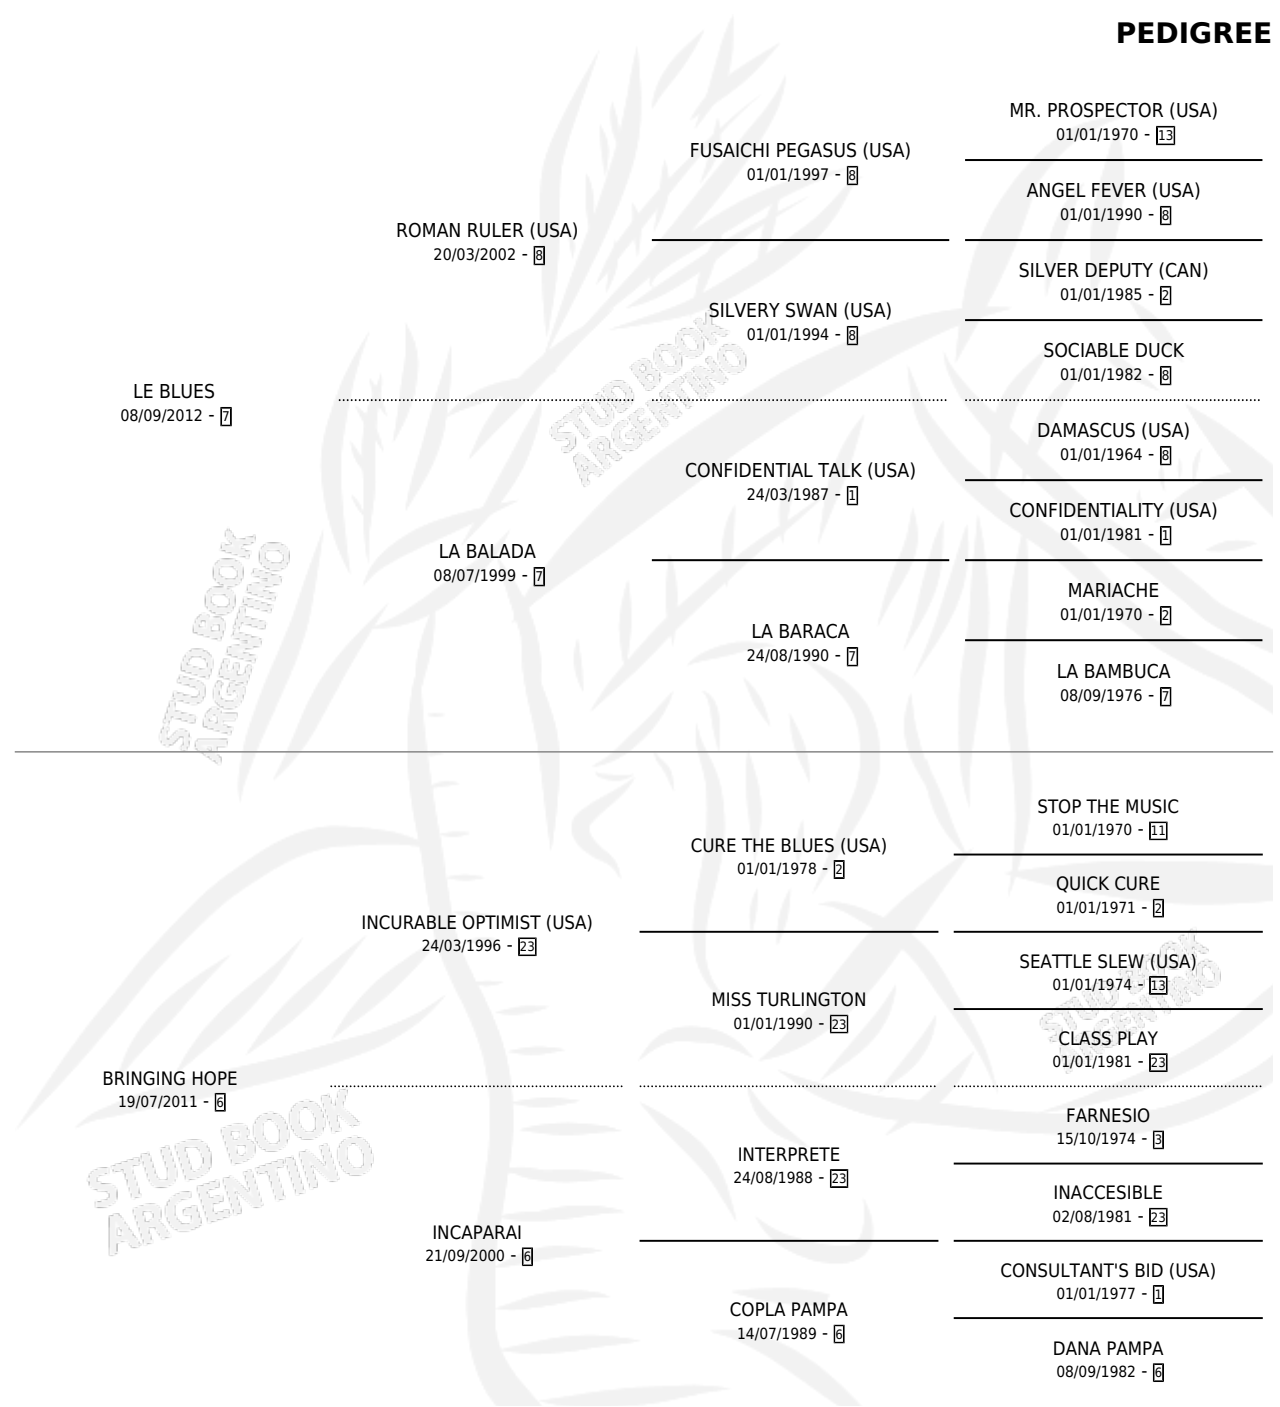 PEDIGREE
MR. PROSPECTOR (USA)
01/01/1970 - 13
FUSAICHI PEGASUS (USA)
01/01/1997 - 8
ANGEL FEVER (USA)
01/01/1990 - 8
ROMAN RULER (USA)
20/03/2002 - 8
SILVER DEPUTY (CAN)
01/01/1985 - 2
SILVERY SWAN (USA)
01/01/1994 - 8
SOCIABLE DUCK
01/01/1982 - 8
LE BLUES
08/09/2012 - 7
STUD BOOK
ARGENTINO
DAMASCUS (USA)
01/01/1964 - 8
CONFIDENTIAL TALK (USA)
24/03/1987 - 1
CONFIDENTIALITY (USA)
01/01/1981 - 1
LA BALADA
08/07/1999 - 7
MARIACHE
01/01/1970 - 2
LA BARACA
24/08/1990 - 7
LA BAMBUCA
08/09/1976 - 7
STUD BOOK
ARGENTINO
STOP THE MUSIC
01/01/1970 - 11
CURE THE BLUES (USA)
01/01/1978 - 2
QUICK CURE
01/01/1971 - 2
INCURABLE OPTIMIST (USA)
24/03/1996 - 23
SEATTLE SLEW (USA)
01/01/1974 - 13
MISS TURLINGTON
01/01/1990 - 23
STUD BOOK
ARGENTINO
CLASS PLAY
01/01/1981 - 23
BRINGING HOPE
19/07/2011 - 6
STUD BOOK
ARGENTINO
FARNESIO
15/10/1974 - 3
INTERPRETE
24/08/1988 - 23
INACCESIBLE
02/08/1981 - 23
INCAPARAI
21/09/2000 - 6
CONSULTANT'S BID (USA)
01/01/1977 - 1
COPLA PAMPA
14/07/1989 - 6
DANA PAMPA
08/09/1982 - 6